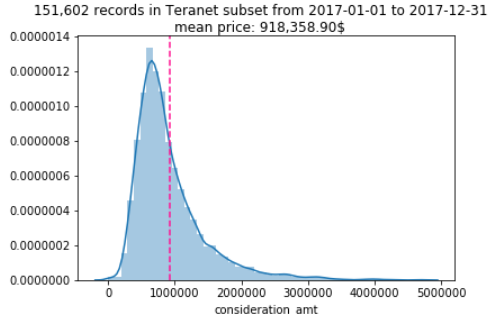 151,602 records in Teranet subset from 2017-01-01 to 2017-12-31
mean price: 918,358.90$
0.0000014
0.0000012
0.0000010
0.0000008
0.0000006
0.0000004
0.0000002
0.0000000
0 1000000 2000000 3000000 4000000 5000000
consideration_amt